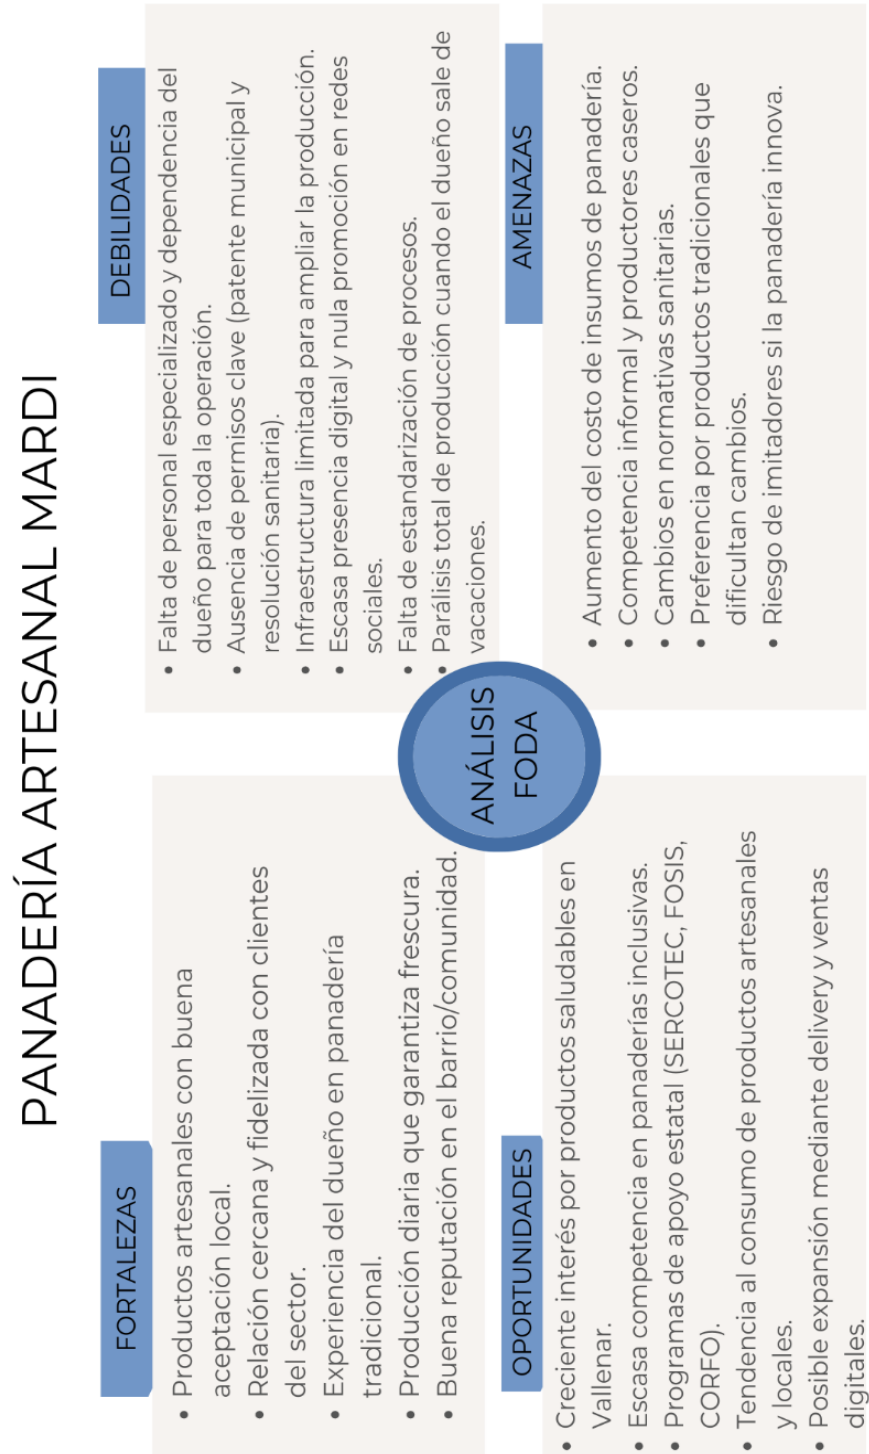 PANADERÍA ARTESANAL MARDI
FORTALEZAS
• Productos artesanales con buena
aceptación local.
• Relación cercana y fidelizada con clientes
del sector.
• Experiencia del dueño en panadería
tradicional.
• Producción diaria que garantiza frescura.
• Buena reputación en el barrio/comunidad.
DEBILIDADES
• Falta de personal especializado y dependencia del
dueño para toda la operación.
• Ausencia de permisos clave (patente municipal y
resolución sanitaria).
• Infraestructura limitada para ampliar la producción.
• Escasa presencia digital y nula promoción en redes
sociales.
• Falta de estandarización de procesos.
• Parálisis total de producción cuando el dueño sale de
vacaciones.
ANÁLISIS
FODA
OPORTUNIDADES
• Creciente interés por productos saludables en
Vallenar.
• Escasa competencia en panaderías inclusivas.
• Programas de apoyo estatal (SERCOTEC, FOSIS,
CORFO).
• Tendencia al consumo de productos artesanales
y locales.
• Posible expansión mediante delivery y ventas
digitales.
AMENAZAS
• Aumento del costo de insumos de panadería.
• Competencia informal y productores caseros.
• Cambios en normativas sanitarias.
• Preferencia por productos tradicionales que
dificultan cambios.
• Riesgo de imitadores si la panadería innova.